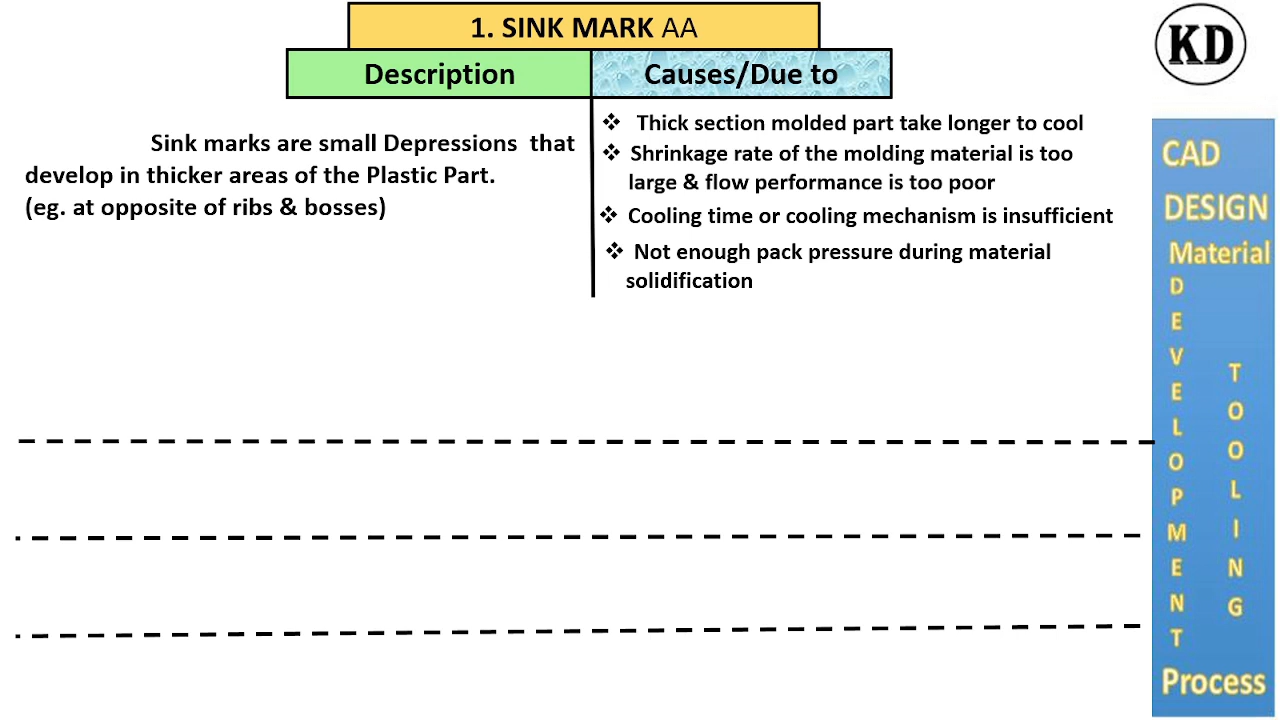 1. SINK MARK AA
Description
Causes/Due to
Sink marks are small Depressions that
develop in thicker areas of the Plastic Part.
(eg. at opposite of ribs & bosses)
❖ Thick section molded part take longer to cool
❖ Shrinkage rate of the molding material is too
large & flow performance is too poor
❖ Cooling time or cooling mechanism is insufficient
❖ Not enough pack pressure during material
solidification
KD
CAD
DESIGN
Material
DEVELOPMENT
TOOLING
Process